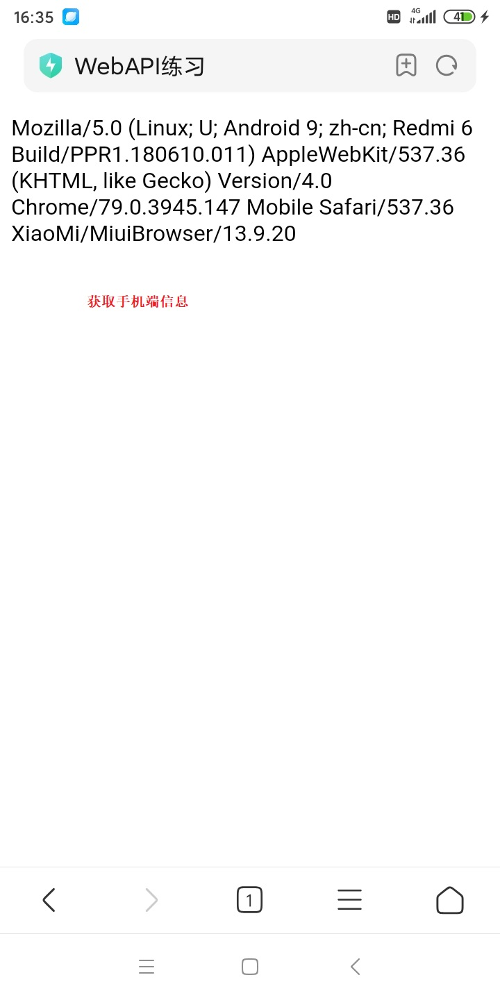 16:35
HD 4G 41
WebAPI练习
Mozilla/5.0 (Linux; U; Android 9; zh-cn; Redmi 6
Build/PPR1.180610.011) AppleWebKit/537.36
(KHTML, like Gecko) Version/4.0
Chrome/79.0.3945.147 Mobile Safari/537.36
XiaoMi/MiuiBrowser/13.9.20
获取手机端信息
1